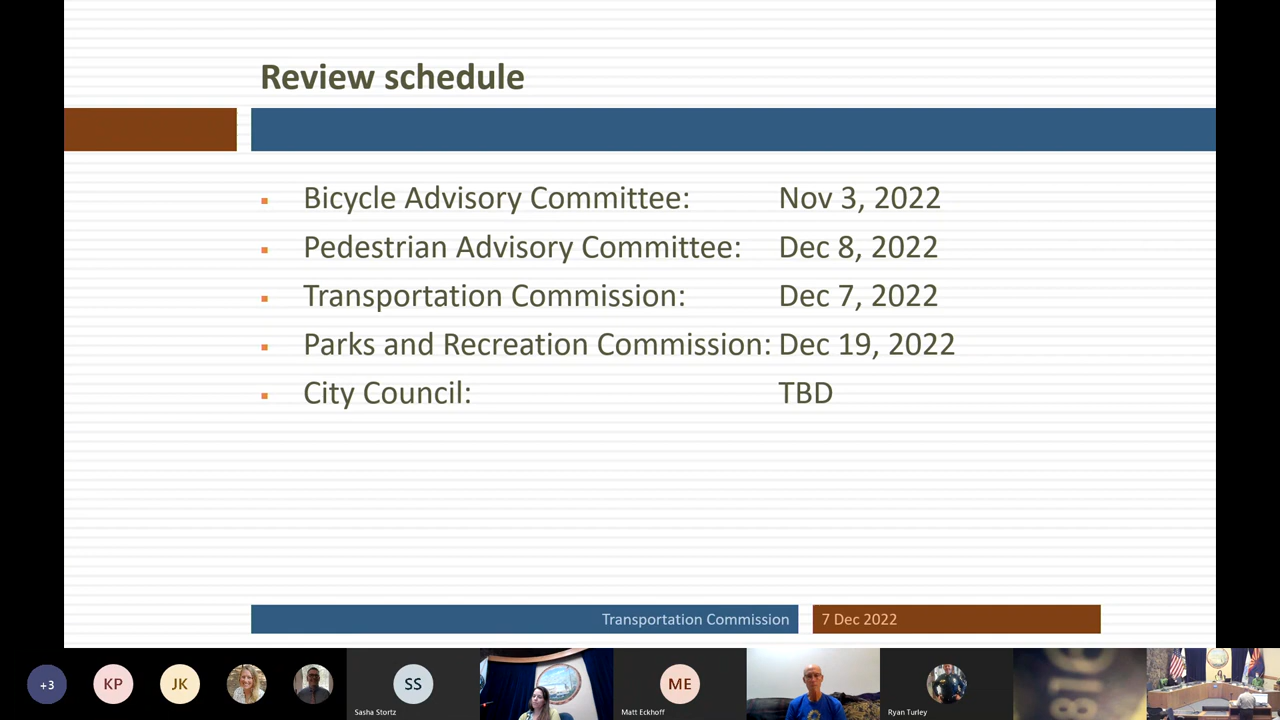 Review schedule
Bicycle Advisory Committee: Nov 3, 2022
Pedestrian Advisory Committee: Dec 8, 2022
Transportation Commission: Dec 7, 2022
Parks and Recreation Commission: Dec 19, 2022
City Council: TBD
Transportation Commission 7 Dec 2022
+3 KP JK SS ME
Sasha Stortz Matt Eckhoff Ryan Turley